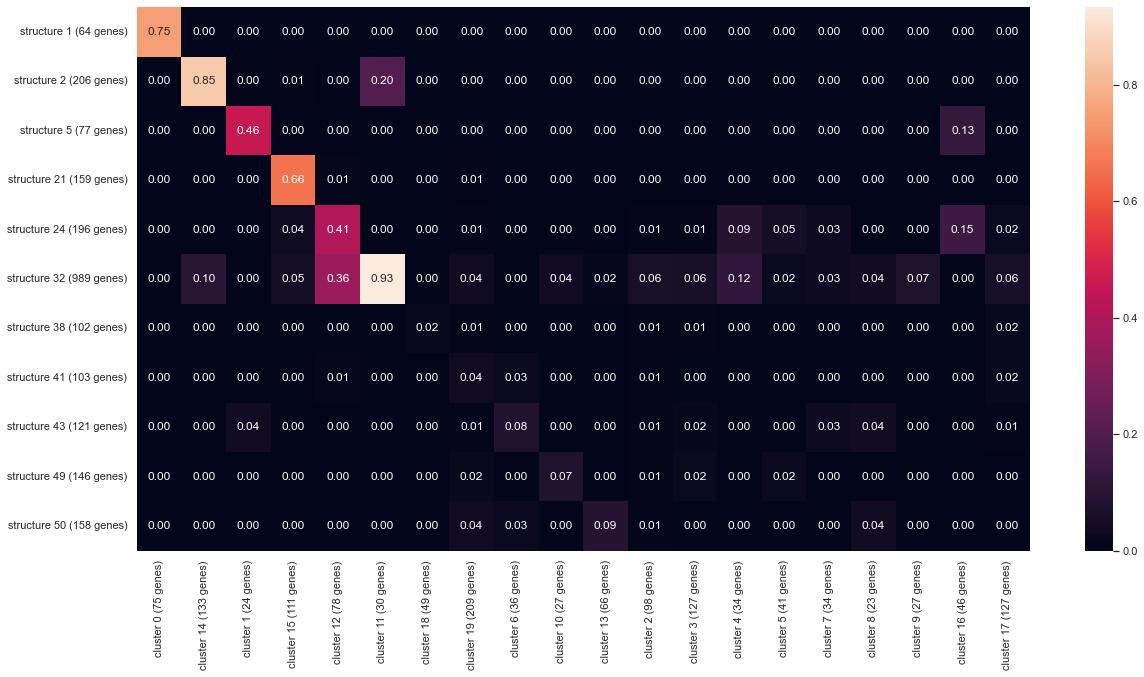 structure 1 (64 genes) 0.75 0.00 0.00 0.00 0.00 0.00 0.00 0.00 0.00 0.00 0.00 0.00 0.00 0.00 0.00 0.00 0.00 0.00 0.00 0.00
structure 2 (206 genes) 0.00 0.85 0.00 0.01 0.00 0.20 0.00 0.00 0.00 0.00 0.00 0.00 0.00 0.00 0.00 0.00 0.00 0.00 0.00 0.00
structure 5 (77 genes) 0.00 0.00 0.46 0.00 0.00 0.00 0.00 0.00 0.00 0.00 0.00 0.00 0.00 0.00 0.00 0.00 0.00 0.00 0.13 0.00
structure 21 (159 genes) 0.00 0.00 0.00 0.66 0.01 0.00 0.00 0.01 0.00 0.00 0.00 0.00 0.00 0.00 0.00 0.00 0.00 0.00 0.00 0.00
structure 24 (196 genes) 0.00 0.00 0.00 0.04 0.41 0.00 0.00 0.01 0.00 0.00 0.00 0.01 0.01 0.09 0.05 0.03 0.00 0.00 0.15 0.02
structure 32 (989 genes) 0.00 0.10 0.00 0.05 0.36 0.93 0.00 0.04 0.00 0.04 0.02 0.06 0.06 0.12 0.02 0.03 0.04 0.07 0.00 0.06
structure 38 (102 genes) 0.00 0.00 0.00 0.00 0.00 0.00 0.02 0.01 0.00 0.00 0.00 0.01 0.01 0.00 0.00 0.00 0.00 0.00 0.00 0.02
structure 41 (103 genes) 0.00 0.00 0.00 0.00 0.01 0.00 0.00 0.04 0.03 0.00 0.00 0.01 0.00 0.00 0.00 0.00 0.00 0.00 0.00 0.02
structure 43 (121 genes) 0.00 0.00 0.04 0.00 0.00 0.00 0.00 0.01 0.08 0.00 0.00 0.01 0.02 0.00 0.00 0.03 0.04 0.00 0.00 0.01
structure 49 (146 genes) 0.00 0.00 0.00 0.00 0.00 0.00 0.00 0.02 0.00 0.07 0.00 0.01 0.02 0.00 0.02 0.00 0.00 0.00 0.00 0.00
structure 50 (158 genes) 0.00 0.00 0.00 0.00 0.00 0.00 0.00 0.04 0.03 0.00 0.09 0.01 0.00 0.00 0.00 0.00 0.04 0.00 0.00 0.00
cluster 0 (75 genes)
cluster 14 (133 genes)
cluster 1 (24 genes)
cluster 15 (111 genes)
cluster 12 (78 genes)
cluster 11 (30 genes)
cluster 18 (49 genes)
cluster 19 (209 genes)
cluster 6 (36 genes)
cluster 10 (27 genes)
cluster 13 (66 genes)
cluster 2 (98 genes)
cluster 3 (127 genes)
cluster 4 (34 genes)
cluster 5 (41 genes)
cluster 7 (34 genes)
cluster 8 (23 genes)
cluster 9 (27 genes)
cluster 16 (46 genes)
cluster 17 (127 genes)
0.8
0.6
0.4
0.2
0.0